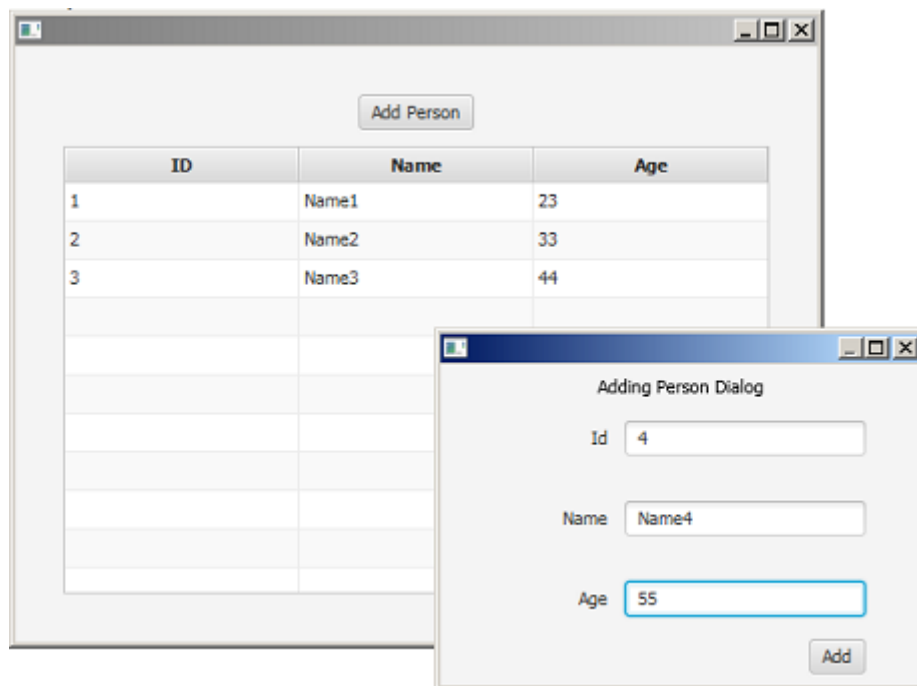 Add Person
ID Name Age
1 Name1 23
2 Name2 33
3 Name3 44
Adding Person Dialog
Id 4
Name Name4
Age 55
Add